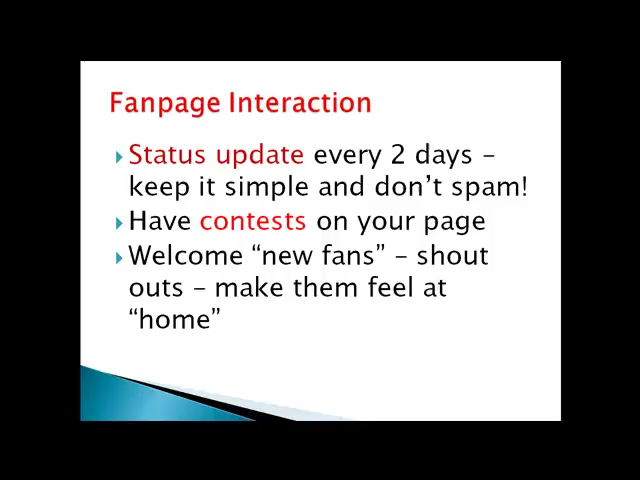 Fanpage Interaction
Status update every 2 days –
keep it simple and don’t spam!
Have contests on your page
Welcome “new fans” – shout
outs – make them feel at
“home”